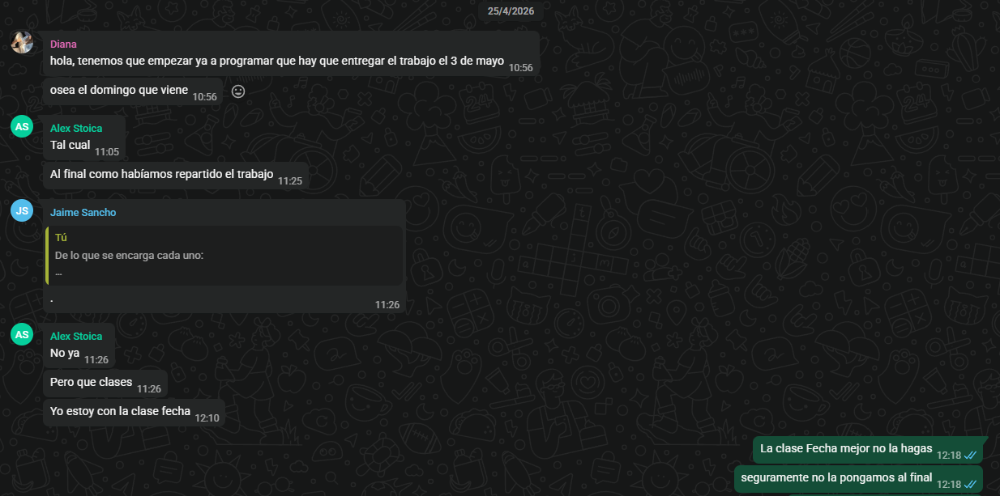 25/4/2026
Diana
hola, tenemos que empezar ya a programar que hay que entregar el trabajo el 3 de mayo 10:56
osea el domingo que viene 10:56
AS
Alex Stoica
Tal cual 11:05
Al final como habíamos repartido el trabajo 11:25
JS
Jaime Sancho
Tú
De lo que se encarga cada uno:
...
.
11:26
AS
Alex Stoica
No ya 11:26
Pero que clases 11:26
Yo estoy con la clase fecha 12:10
La clase Fecha mejor no la hagas 12:18
seguramente no la pongamos al final 12:18